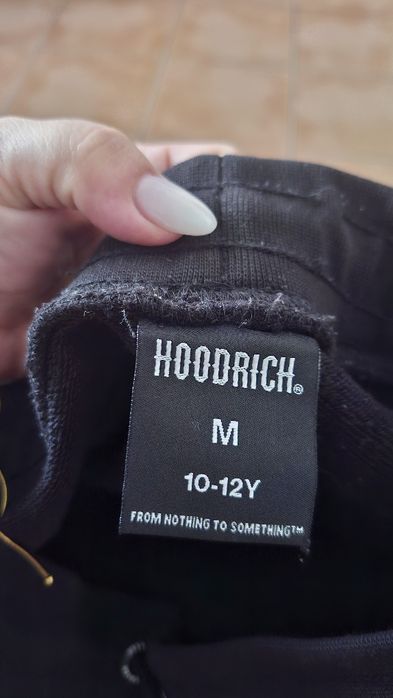 HOODRICH®
M
10-12Y
FROM NOTHING TO SOMETHING™